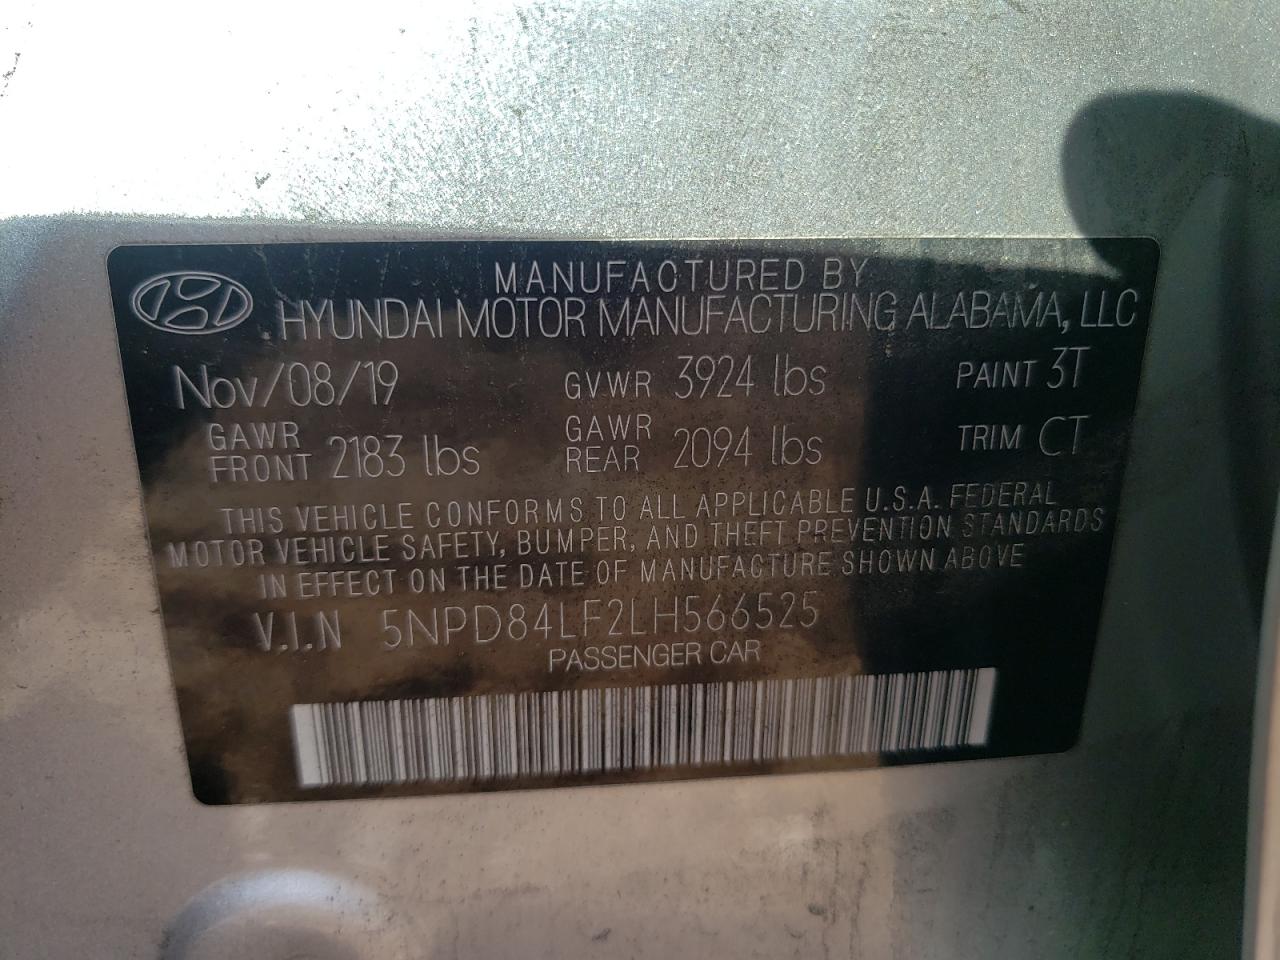 MANUFACTURED BY
HYUNDAI MOTOR MANUFACTURING ALABAMA, LLC
Nov/08/19 GVWR 3924 lbs PAINT 3T
GAWR FRONT 2183 lbs GAWR REAR 2094 lbs TRIM CT
THIS VEHICLE CONFORMS TO ALL APPLICABLE U.S.A. FEDERAL
MOTOR VEHICLE SAFETY, BUMPER, AND THEFT PREVENTION STANDARDS
IN EFFECT ON THE DATE OF MANUFACTURE SHOWN ABOVE
V.I.N 5NPD84LF2LH566525
PASSENGER CAR